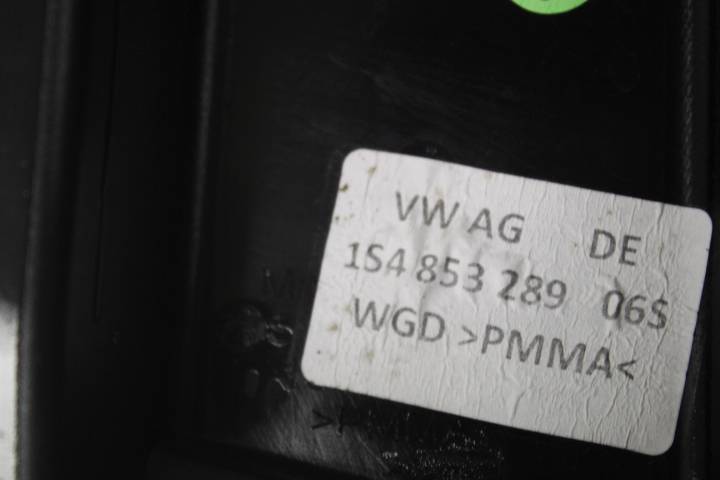 VW AG DE
1S4 853 289 06S
WGD >PMMA<